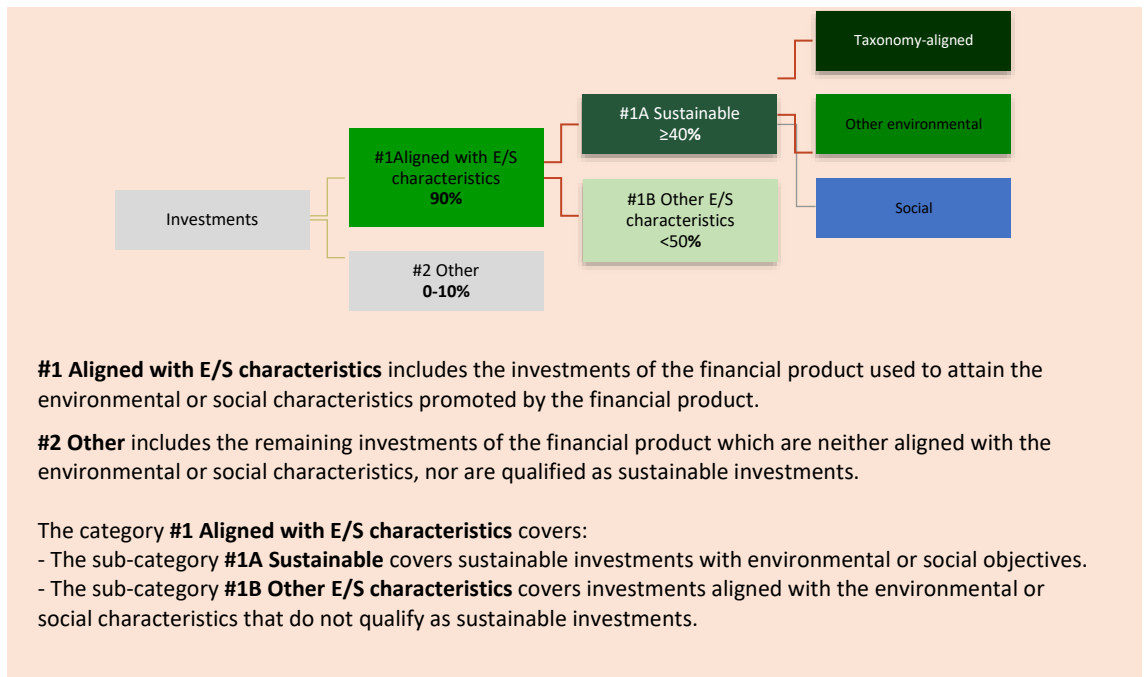 Taxonomy-aligned
#1A Sustainable
≥40%
Other environmental
#1Aligned with E/S
characteristics
90%
#1B Other E/S
characteristics
<50%
Investments
Social
#2 Other
0-10%
#1 Aligned with E/S characteristics includes the investments of the financial product used to attain the
environmental or social characteristics promoted by the financial product.
#2 Other includes the remaining investments of the financial product which are neither aligned with the
environmental or social characteristics, nor are qualified as sustainable investments.
The category #1 Aligned with E/S characteristics covers:
- The sub-category #1A Sustainable covers sustainable investments with environmental or social objectives.
- The sub-category #1B Other E/S characteristics covers investments aligned with the environmental or
social characteristics that do not qualify as sustainable investments.